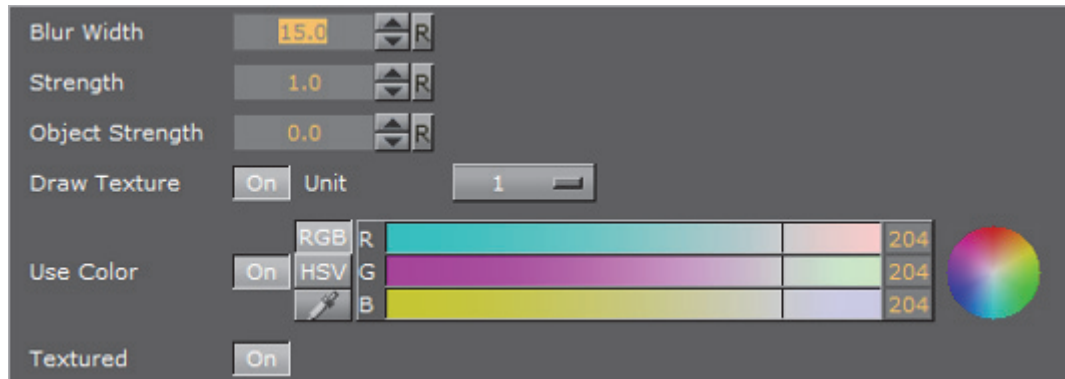 Blur Width 15.0 R
Strength 1.0 R
Object Strength 0.0 R
Draw Texture On Unit 1
RGB R 204
Use Color On HSV G 204
B 204
Textured On